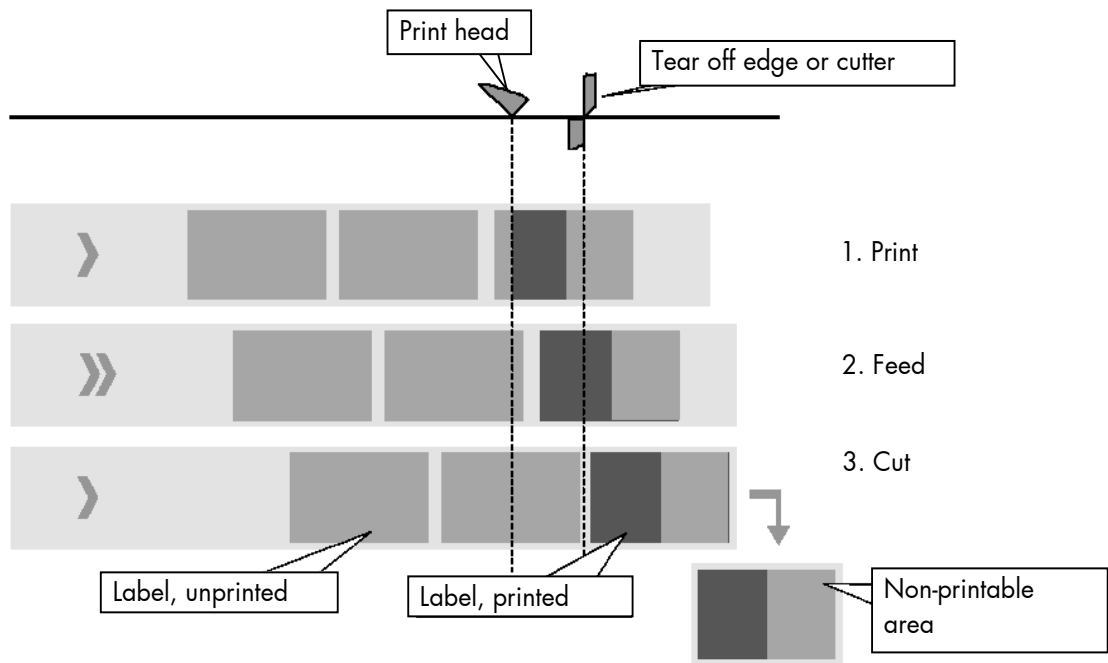 Print head
Tear off edge or cutter
1. Print
2. Feed
3. Cut
Label, unprinted
Label, printed
Non-printable
area